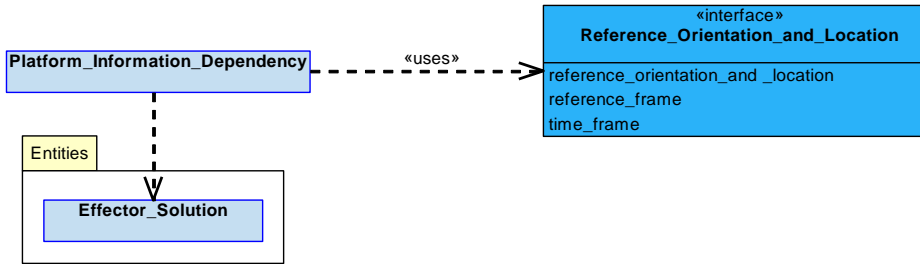 «interface»
Reference_Orientation_and_Location
Platform_Information_Dependency
«uses»
reference_orientation_and _location
reference_frame
time_frame
Entities
Effector_Solution